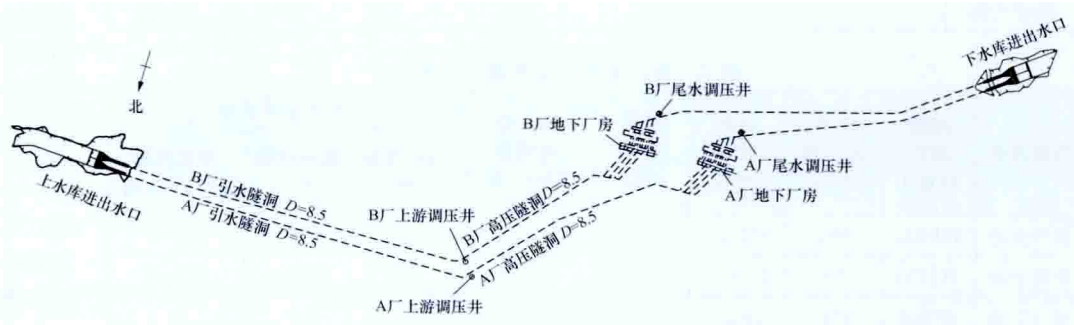 下水库进出水口
B厂尾水调压井
北
B厂地下厂房
A厂尾水调压井
A厂地下厂房
上水库进出水口
B厂引水隧洞 D=8.5
A厂引水隧洞 D=8.5
B厂上游调压井
B厂高压隧洞D=8.5
A厂高压隧洞D=8.5
A厂上游调压井